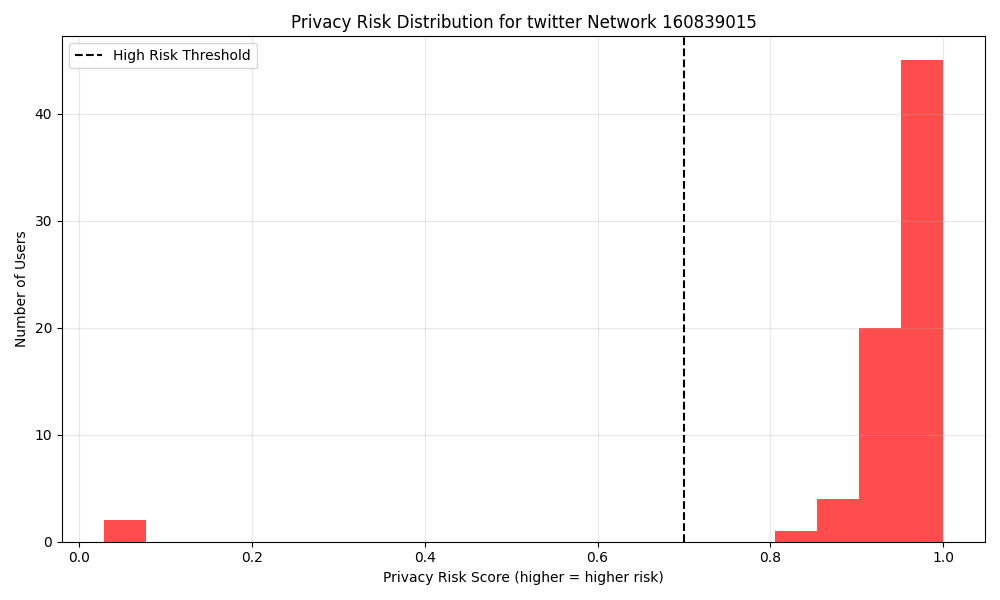 Privacy Risk Distribution for twitter Network 160839015
High Risk Threshold
Number of Users
40
30
20
10
0
0.0 0.2 0.4 0.6 0.8 1.0
Privacy Risk Score (higher = higher risk)